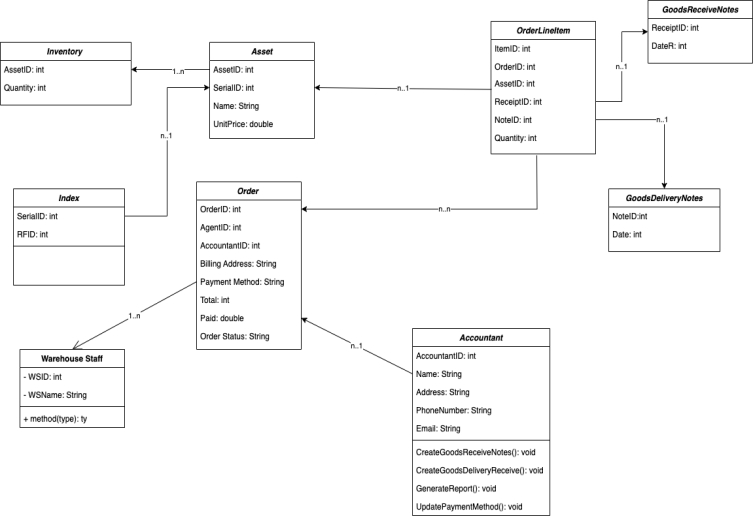 GoodsReceiveNotes
ReceiptID: int
DateR: int
OrderLineItem
ItemID: int
OrderID: int
AssetID: int
ReceiptID: int
NoteID: int
Quantity: int
Inventory
AssetID: int
Quantity: int
Asset
AssetID: int
SerialID: int
Name: String
UnitPrice: double
1..n
n..1
n..1
n..1
n..1
Index
SerialID: int
RFID: int
Order
OrderID: int
AgentID: int
AccountantID: int
Billing Address: String
Payment Method: String
Total: int
Paid: double
Order Status: String
GoodsDeliveryNotes
NoteID:int
Date: int
n..n
1..n
n..1
Warehouse Staff
- WSID: int
- WSName: String
+ method(type): ty
Accountant
AccountantID: int
Name: String
Address: String
PhoneNumber: String
Email: String
CreateGoodsReceiveNotes(): void
CreateGoodsDeliveryReceive(): void
GenerateReport(): void
UpdatePaymentMethod(): void